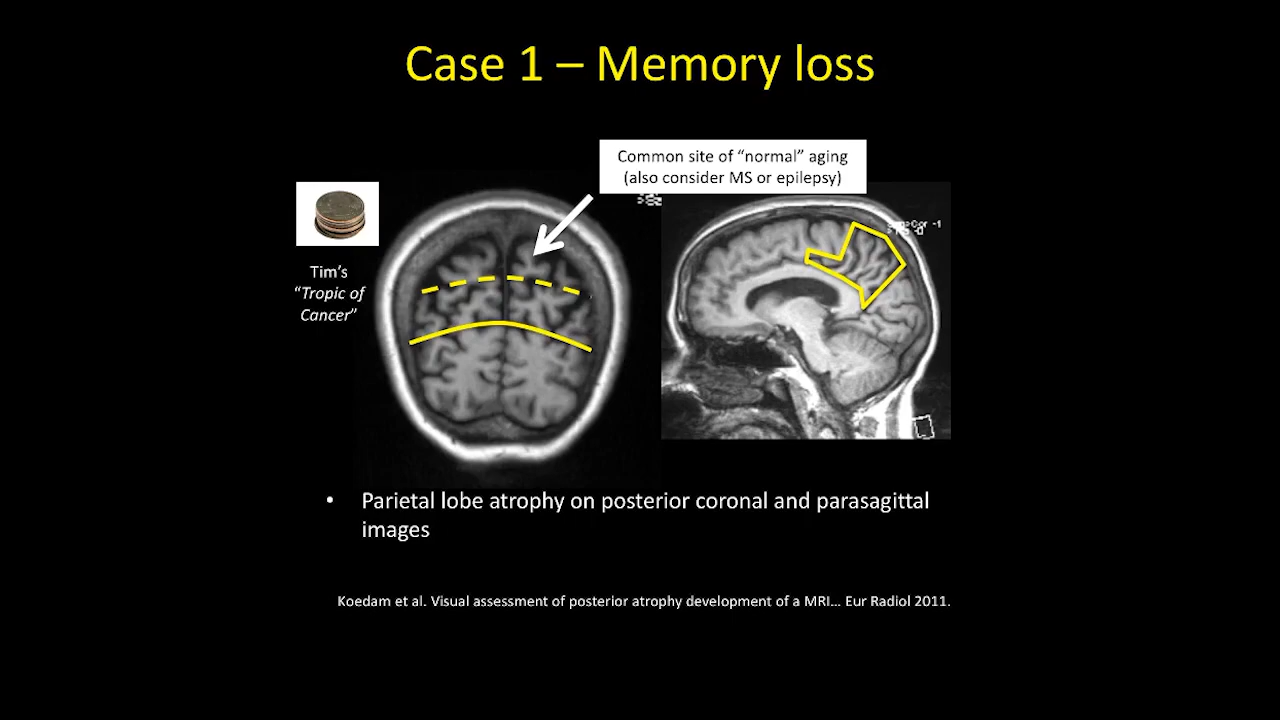 Case 1 – Memory loss
Common site of “normal” aging
(also consider MS or epilepsy)
Tim’s
“Tropic of
Cancer”
• Parietal lobe atrophy on posterior coronal and parasagittal
images
Koedam et al. Visual assessment of posterior atrophy development of a MRI... Eur Radiol 2011.